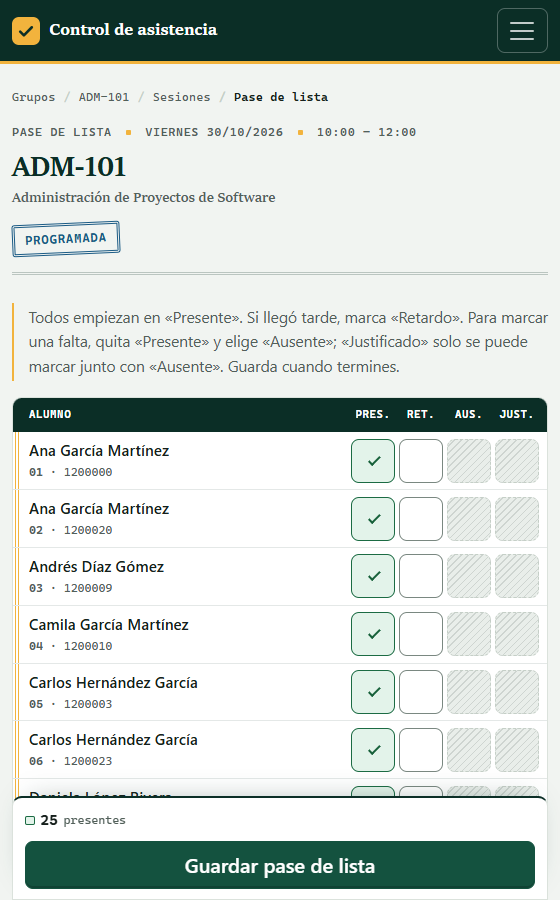 Control de asistencia
Grupos / ADM-101 / Sesiones / Pase de lista
PASE DE LISTA ▪ VIERNES 30/10/2026 ▪ 10:00 – 12:00
ADM-101
Administración de Proyectos de Software
PROGRAMADA
Todos empiezan en «Presente». Si llegó tarde, marca «Retardo». Para marcar
una falta, quita «Presente» y elige «Ausente»; «Justificado» solo se puede
marcar junto con «Ausente». Guarda cuando termines.
ALUMNO PRES. RET. AUS. JUST.
Ana García Martínez
01 · 1200000
Ana García Martínez
02 · 1200020
Andrés Díaz Gómez
03 · 1200009
Camila García Martínez
04 · 1200010
Carlos Hernández García
05 · 1200003
Carlos Hernández García
06 · 1200023
25 presentes
Guardar pase de lista